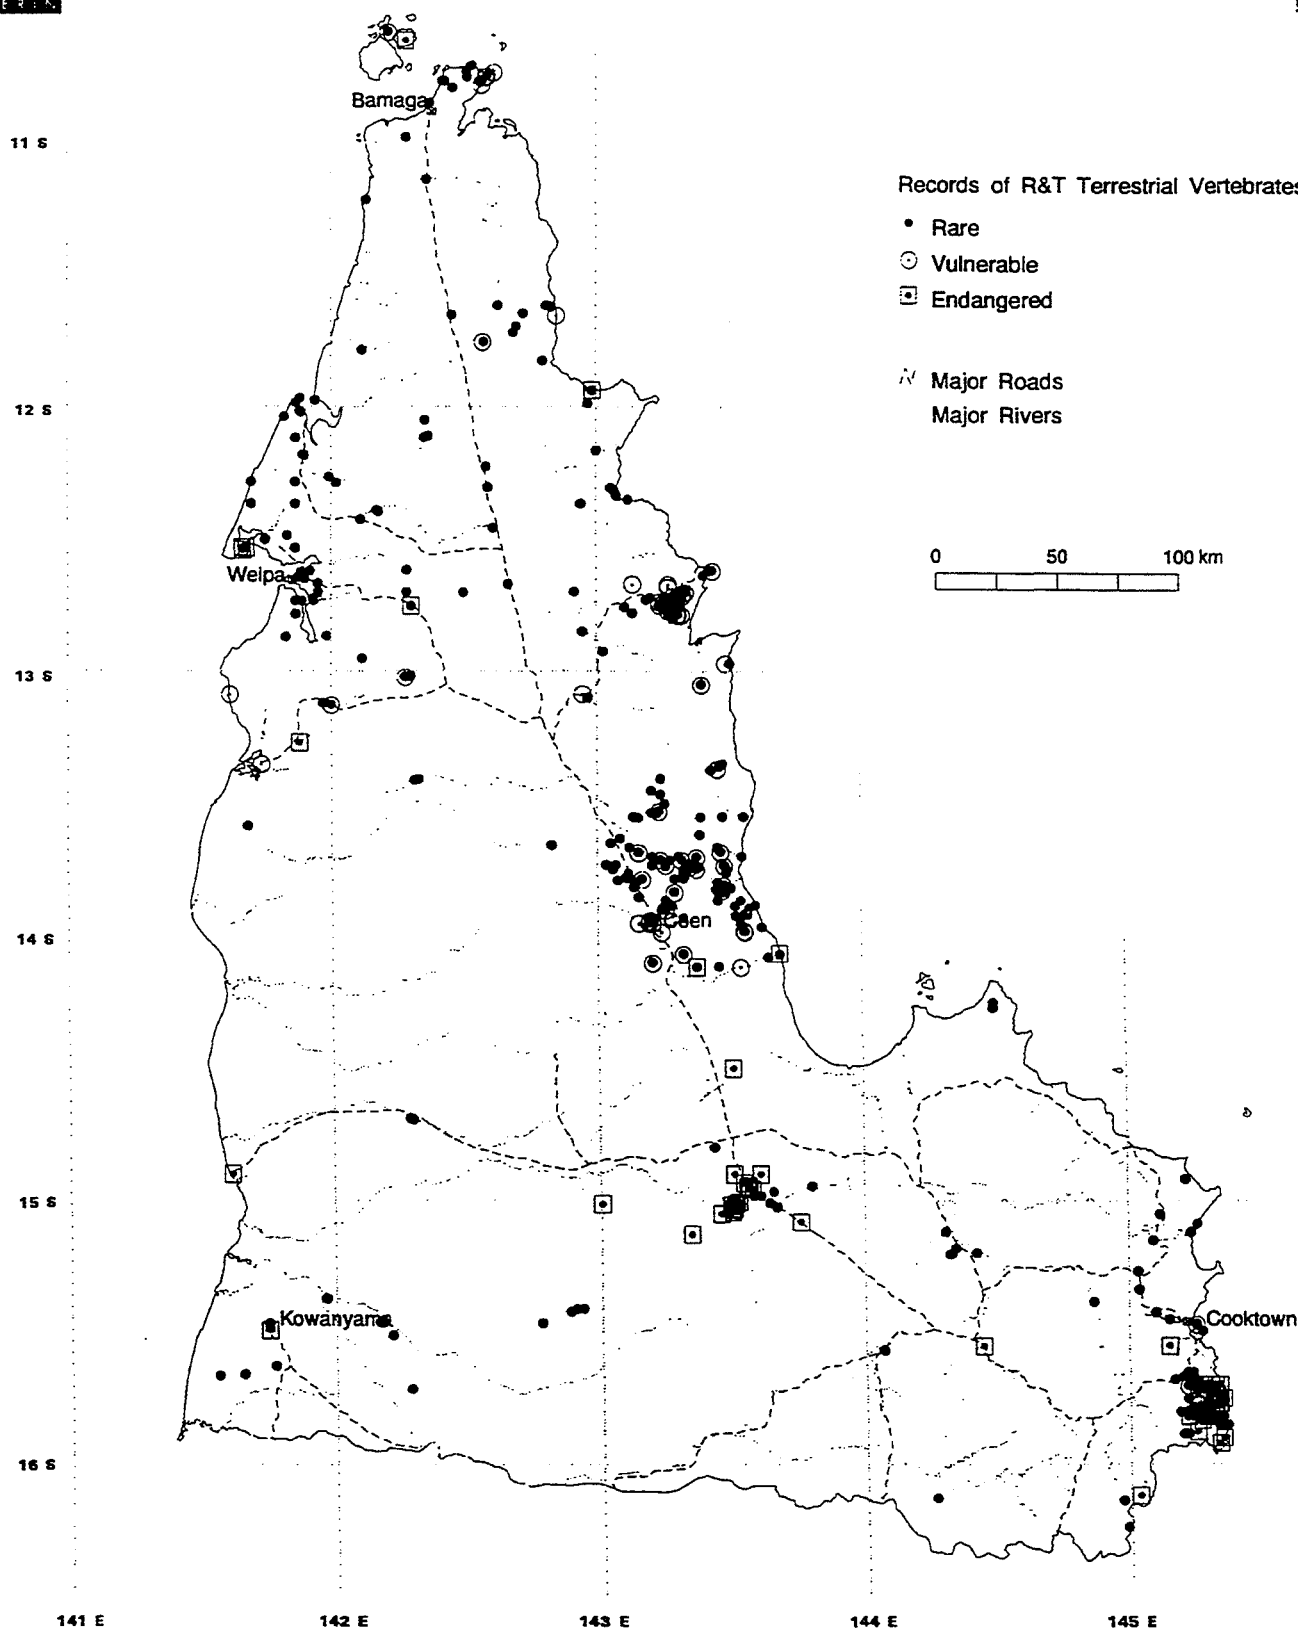 ERIN
Bamaga
11 S
Records of R&T Terrestrial Vertebrates
Rare
Vulnerable
Endangered
Major Roads
Major Rivers
12 S
0 50 100 km
Weipa
13 S
Coen
14 S
15 S
Kowanyama
Cooktown
16 S
141 E 142 E 143 E 144 E 145 E